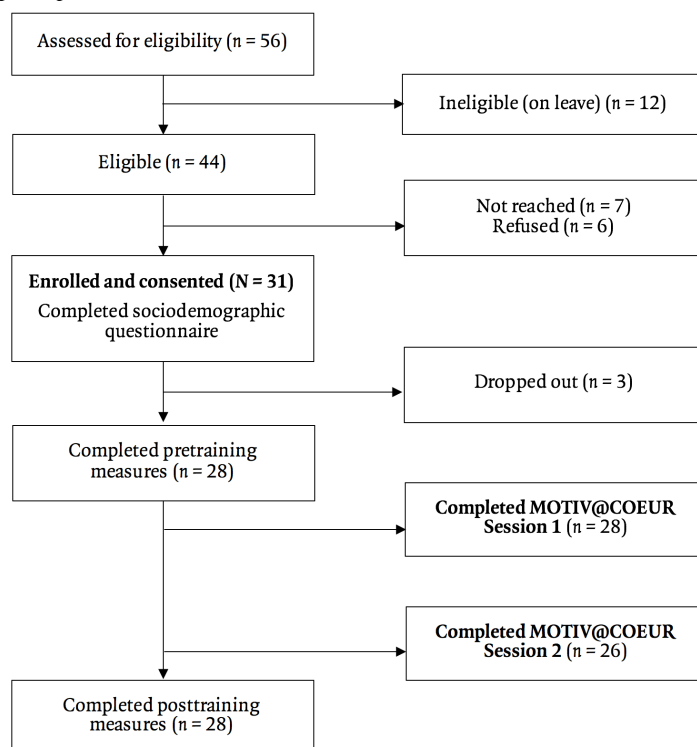 Assessed for eligibility (n = 56)
Ineligible (on leave) (n = 12)
Eligible (n = 44)
Not reached (n = 7)
Refused (n = 6)
Enrolled and consented (N = 31)
Completed sociodemographic
questionnaire
Dropped out (n = 3)
Completed pretraining
measures (n = 28)
Completed MOTIV@COEUR
Session 1 (n = 28)
Completed MOTIV@COEUR
Session 2 (n = 26)
Completed posttraining
measures (n = 28)